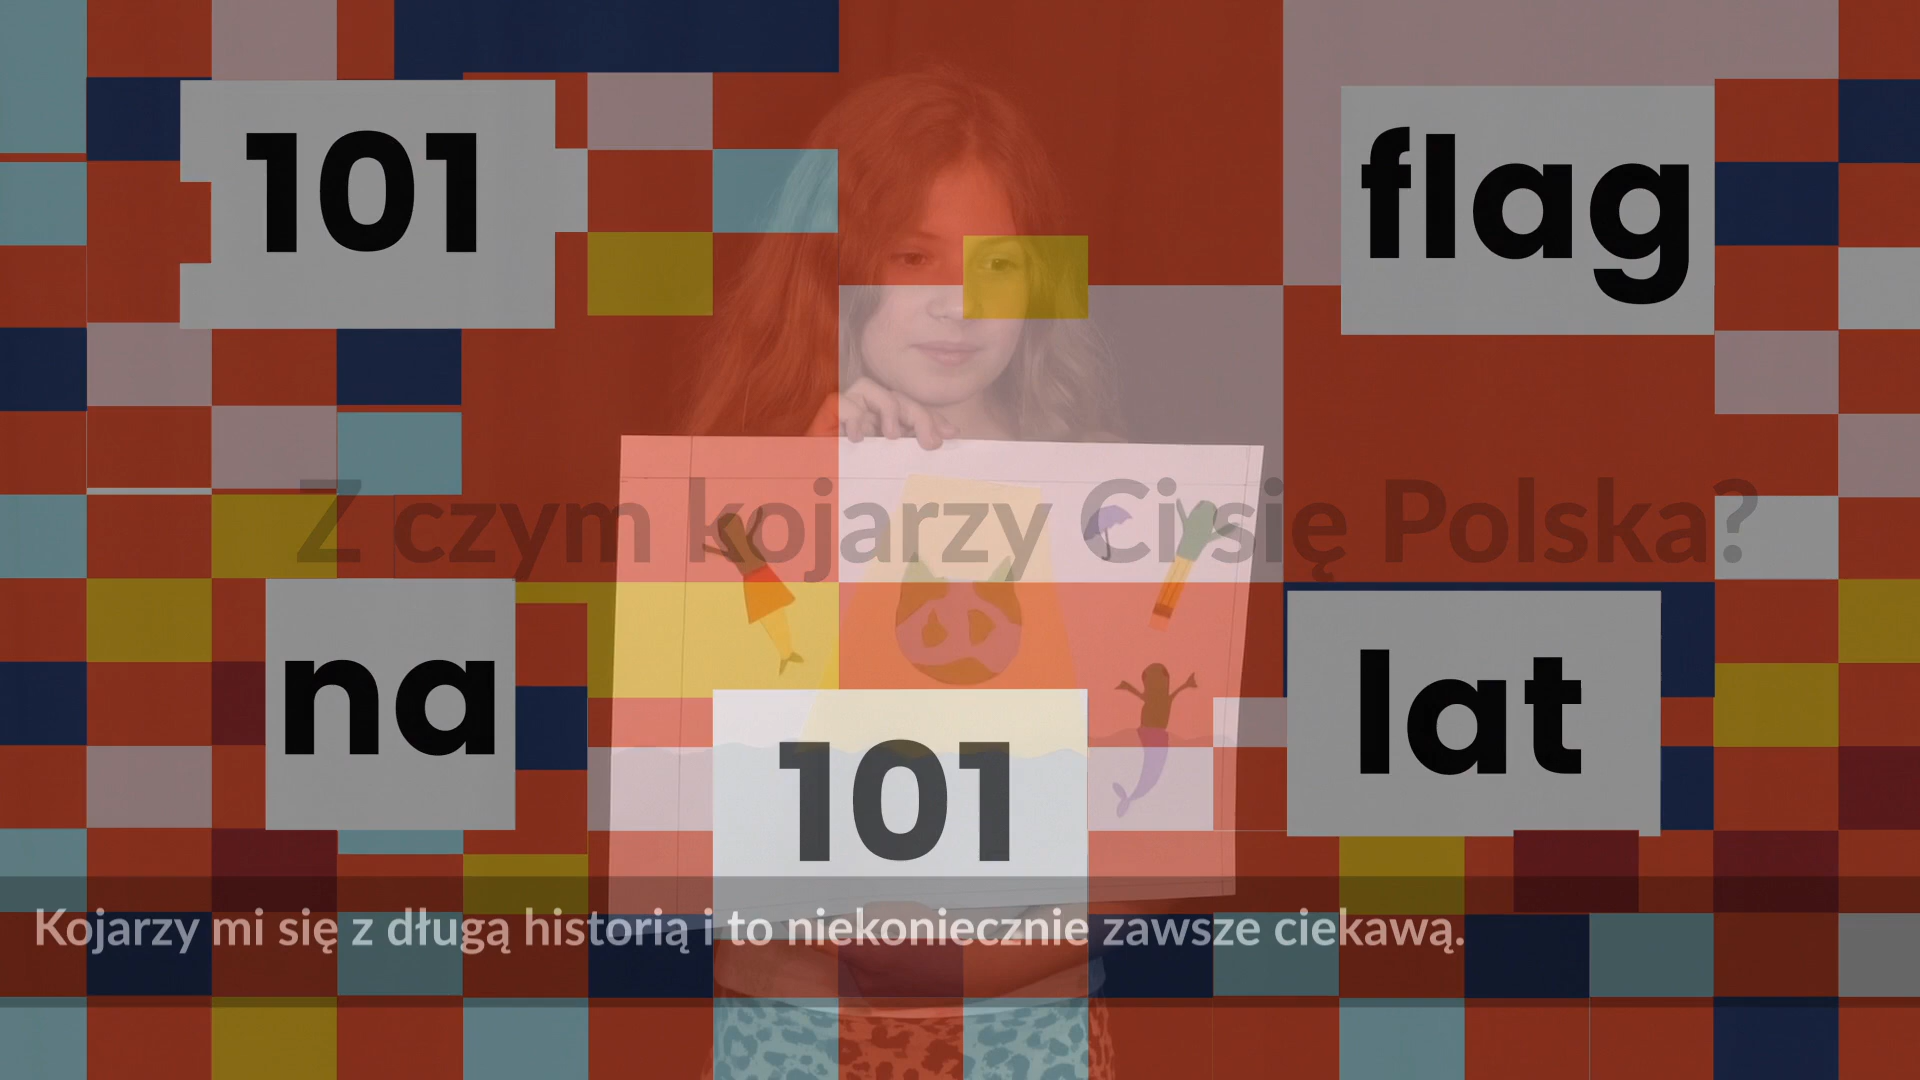 101
flag
Z czym kojarzy Ci się Polska?
na
lat
101
Kojarzy mi się z długą historią i to niekoniecznie zawsze ciekawą.